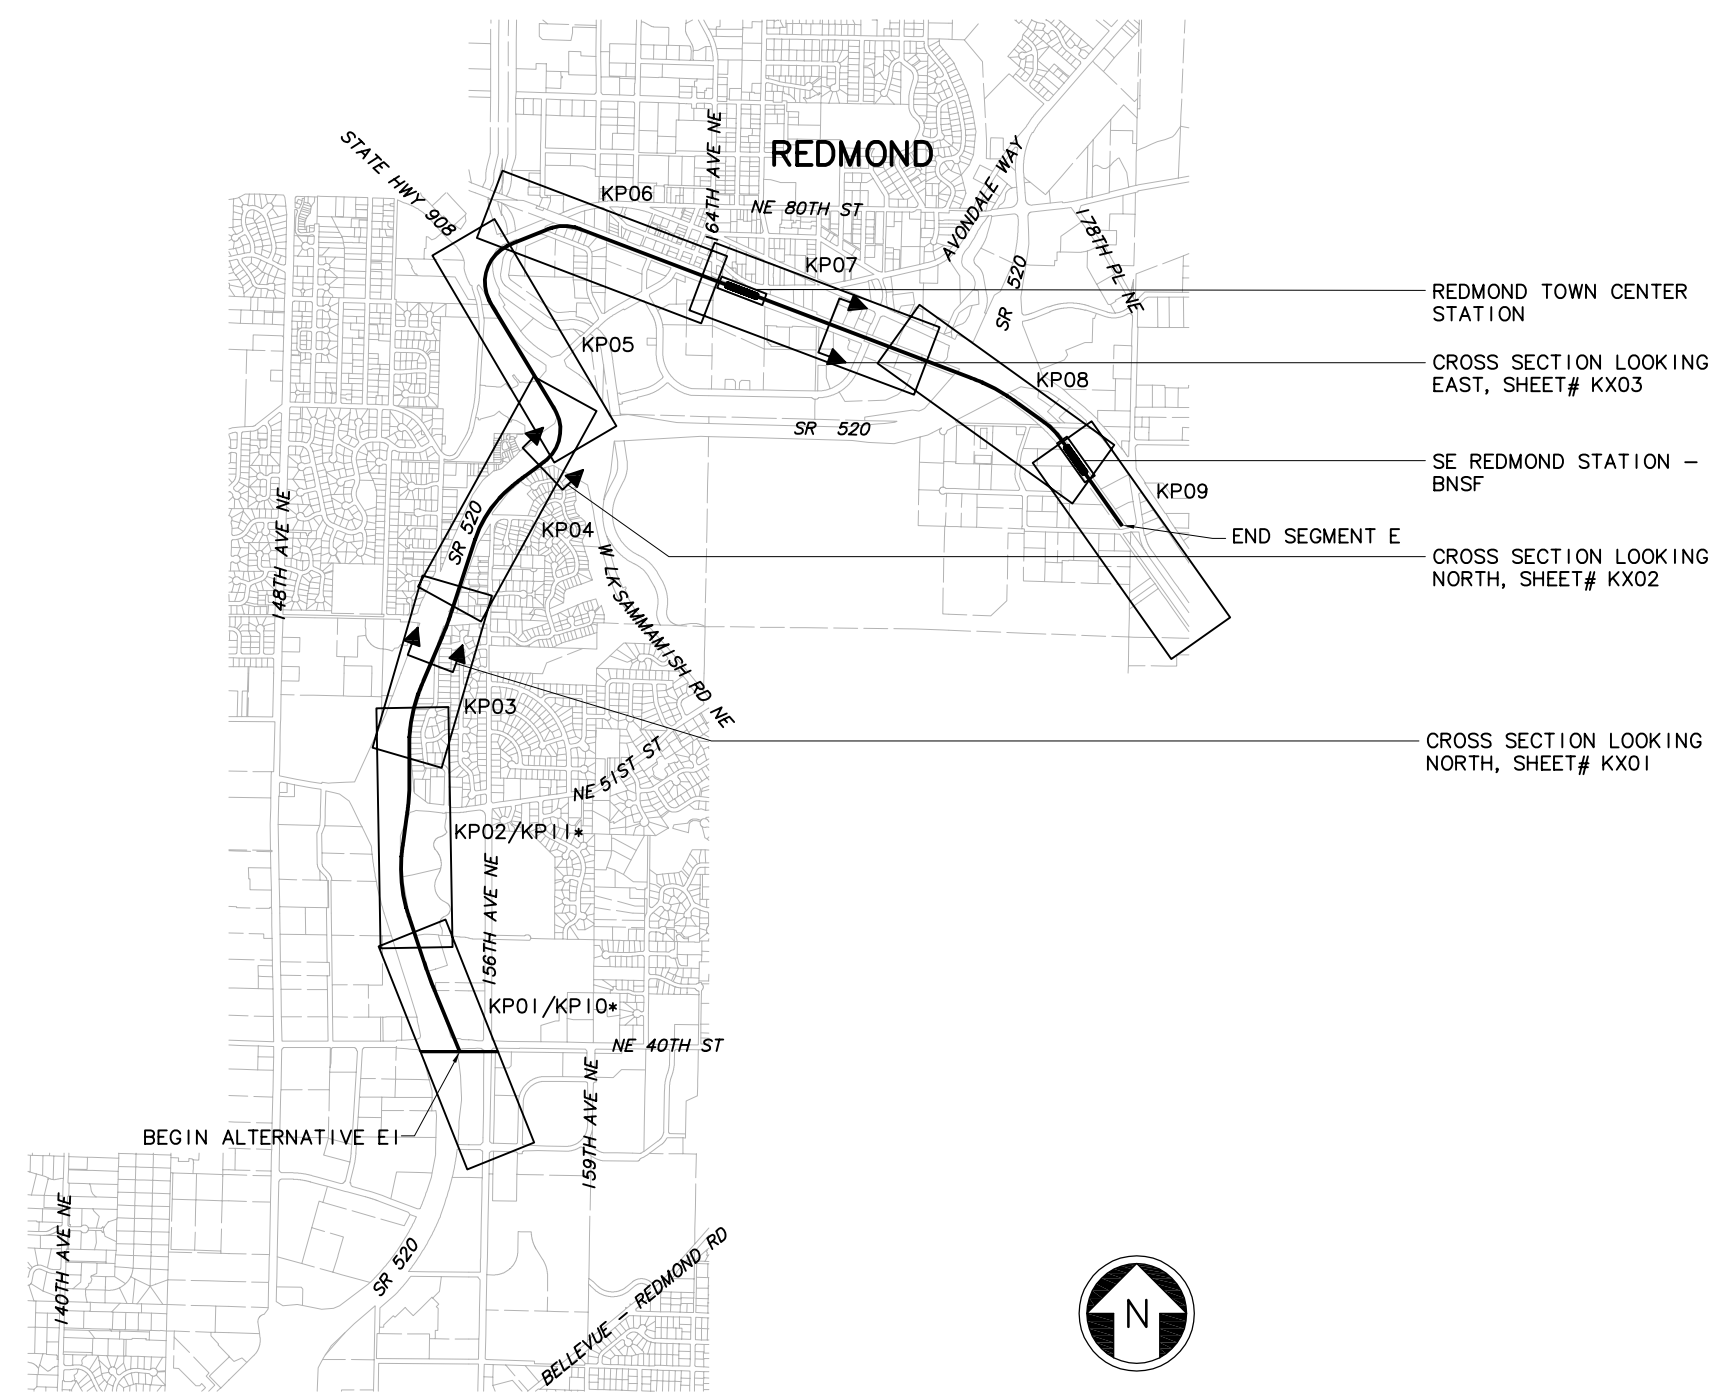 REDMOND
STATE HWY 908
KP06
164TH AVE NE
NE 80TH ST
AVONDALE WAY
178TH PL NE
KP07
SR 520
REDMOND TOWN CENTER
STATION
KP05
KP08
CROSS SECTION LOOKING
EAST, SHEET# KX03
SR 520
SE REDMOND STATION –
BNSF
KP09
148TH AVE NE
SR 520
KP04
END SEGMENT E
W LK SAMMAMISH RD NE
CROSS SECTION LOOKING
NORTH, SHEET# KX02
KP03
CROSS SECTION LOOKING
NORTH, SHEET# KX01
NE 51ST ST
KP02/KP11*
156TH AVE NE
KP01/KP10*
NE 40TH ST
159TH AVE NE
BEGIN ALTERNATIVE E1
140TH AVE NE
SR 520
BELLEVUE – REDMOND RD
N